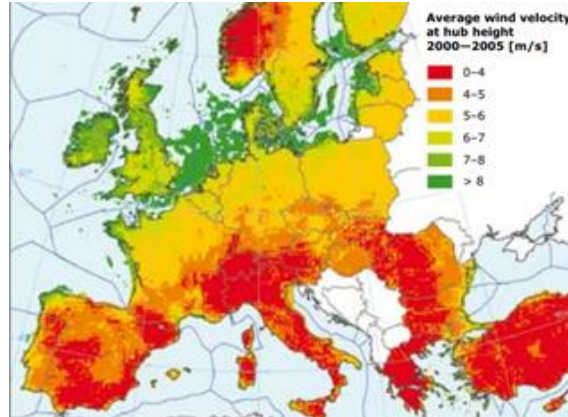 Average wind velocity
at hub height
2000—2005 [m/s]
0–4
4–5
5–6
6–7
7–8
> 8